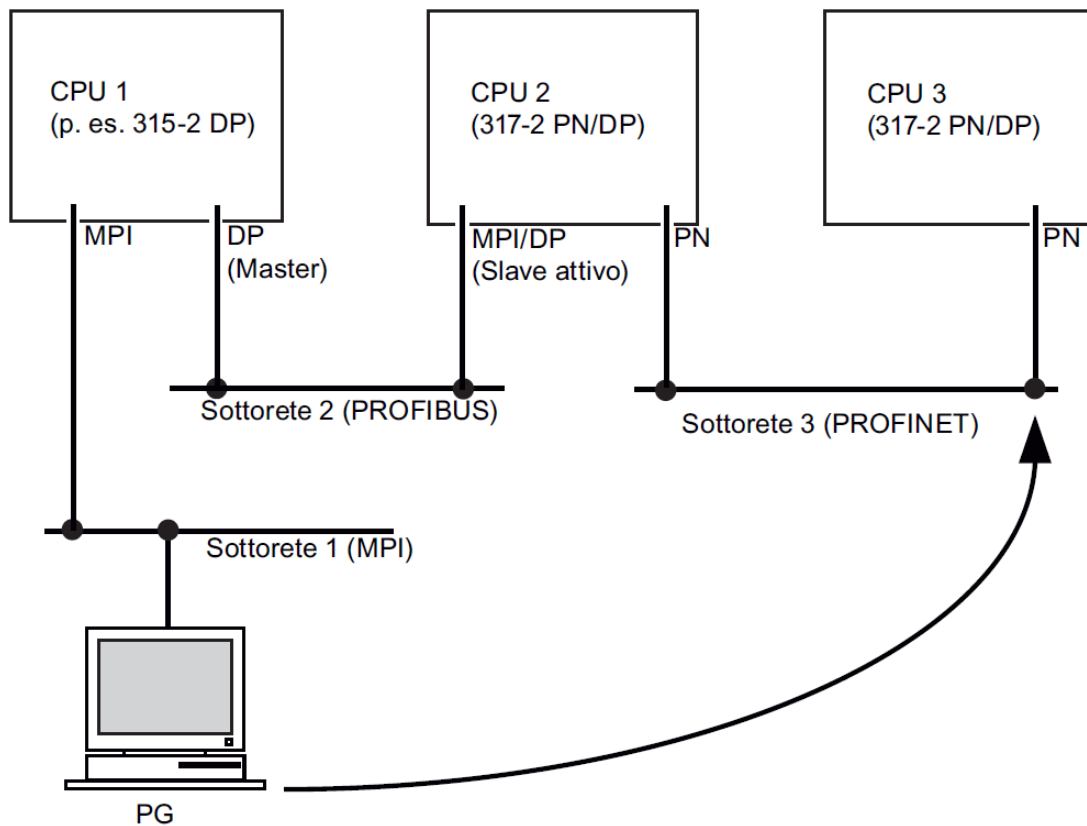 CPU 1
(p. es. 315-2 DP)
CPU 2
(317-2 PN/DP)
CPU 3
(317-2 PN/DP)
MPI
DP
(Master)
MPI/DP
(Slave attivo)
PN
PN
Sottorete 2 (PROFIBUS)
Sottorete 3 (PROFINET)
Sottorete 1 (MPI)
PG